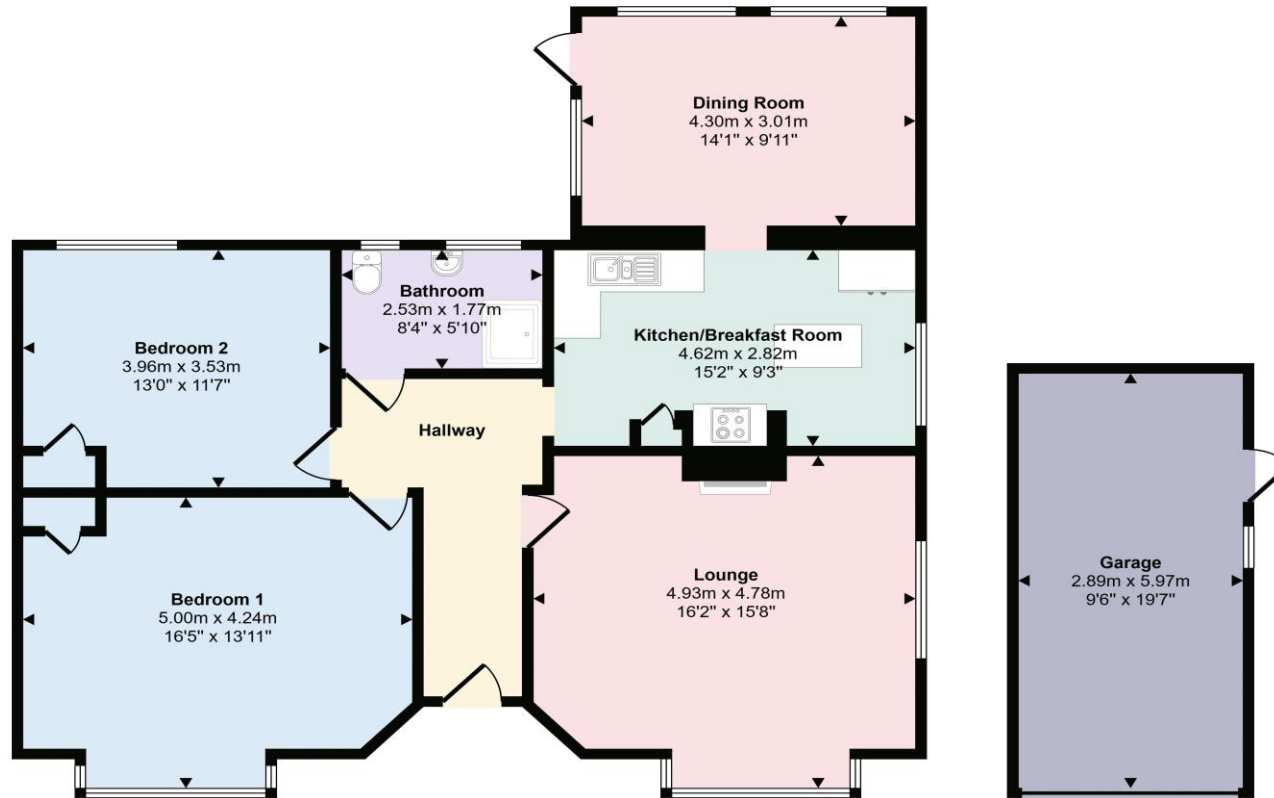 Dining Room
4.30m x 3.01m
14'1" x 9'11"
Bathroom
2.53m x 1.77m
8'4" x 5'10"
Kitchen/Breakfast Room
4.62m x 2.82m
15'2" x 9'3"
Bedroom 2
3.96m x 3.53m
13'0" x 11'7"
Hallway
Lounge
4.93m x 4.78m
16'2" x 15'8"
Bedroom 1
5.00m x 4.24m
16'5" x 13'11"
Garage
2.89m x 5.97m
9'6" x 19'7"